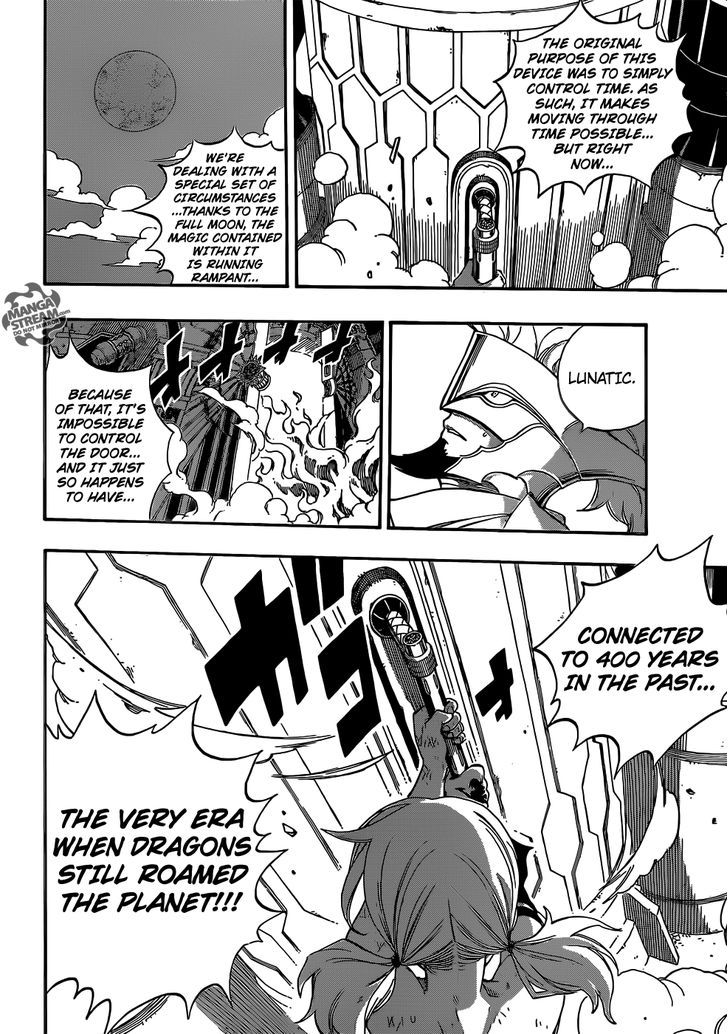 THE ORIGINAL
PURPOSE OF THIS
DEVICE WAS TO SIMPLY
CONTROL TIME. AS
SUCH, IT MAKES
MOVING THROUGH
TIME POSSIBLE...
BUT RIGHT
NOW...
WE'RE
DEALING WITH A
SPECIAL SET OF
CIRCUMSTANCES
...THANKS TO THE
FULL MOON, THE
MAGIC CONTAINED
WITHIN IT
IS RUNNING
RAMPANT...
MANGA
STREAM.com
DO NOT MIRROR
LUNATIC.
BECAUSE
OF THAT, IT'S
IMPOSSIBLE
TO CONTROL
THE DOOR...
...AND IT JUST
SO HAPPENS
TO HAVE...
CONNECTED
TO 400 YEARS
IN THE PAST...
THE VERY ERA
WHEN DRAGONS
STILL ROAMED
THE PLANET!!!